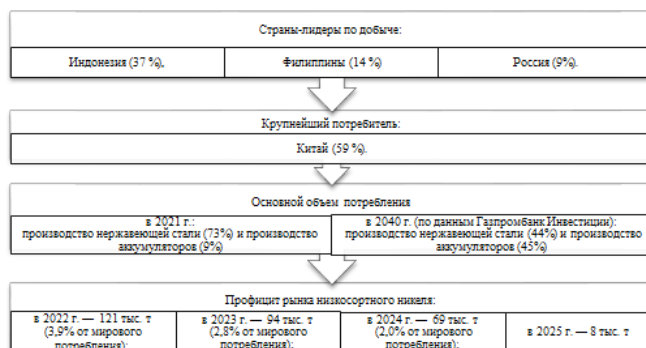 Страны-лидеры по добыче:
Индонезия (37 %),
Филиппины (14 %)
Россия (9%).
Крупнейший потребитель:
Китай (59 %).
Основной объем потребления
в 2021 г.:
производство нержавеющей стали (73%) и производство
аккумуляторов (9%)
в 2040 г. (по данным Газпромбанк Инвестиции):
производство нержавеющей стали (44%) и производство
аккумуляторов (45%)
Профицит рынка низкосортного никеля:
в 2022 г. — 121 тыс. т
(3,9% от мирового
потребления);
в 2023 г. — 94 тыс. т
(2,8% от мирового
потребления);
в 2024 г. — 69 тыс. т
(2,0% от мирового
потребления);
в 2025 г. — 8 тыс. т